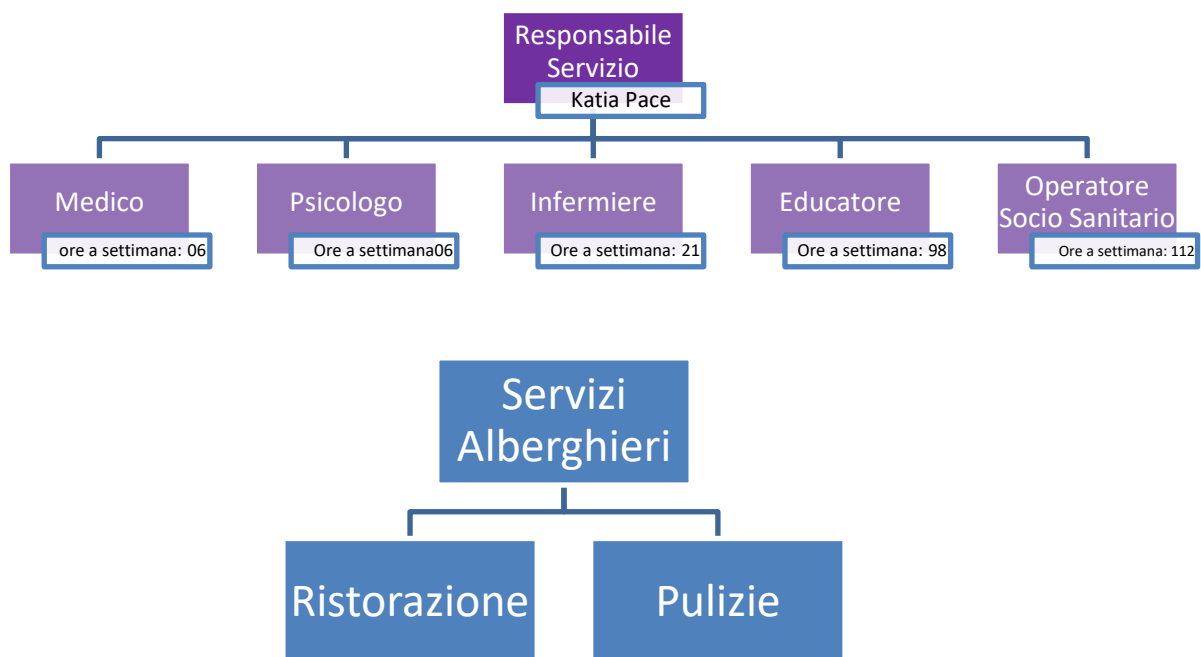 Responsabile
Servizio
Katia Pace
Medico
ore a settimana: 06
Psicologo
Ore a settimana06
Infermiere
Ore a settimana: 21
Educatore
Ore a settimana: 98
Operatore
Socio Sanitario
Ore a settimana: 112
Servizi
Alberghieri
Ristorazione
Pulizie